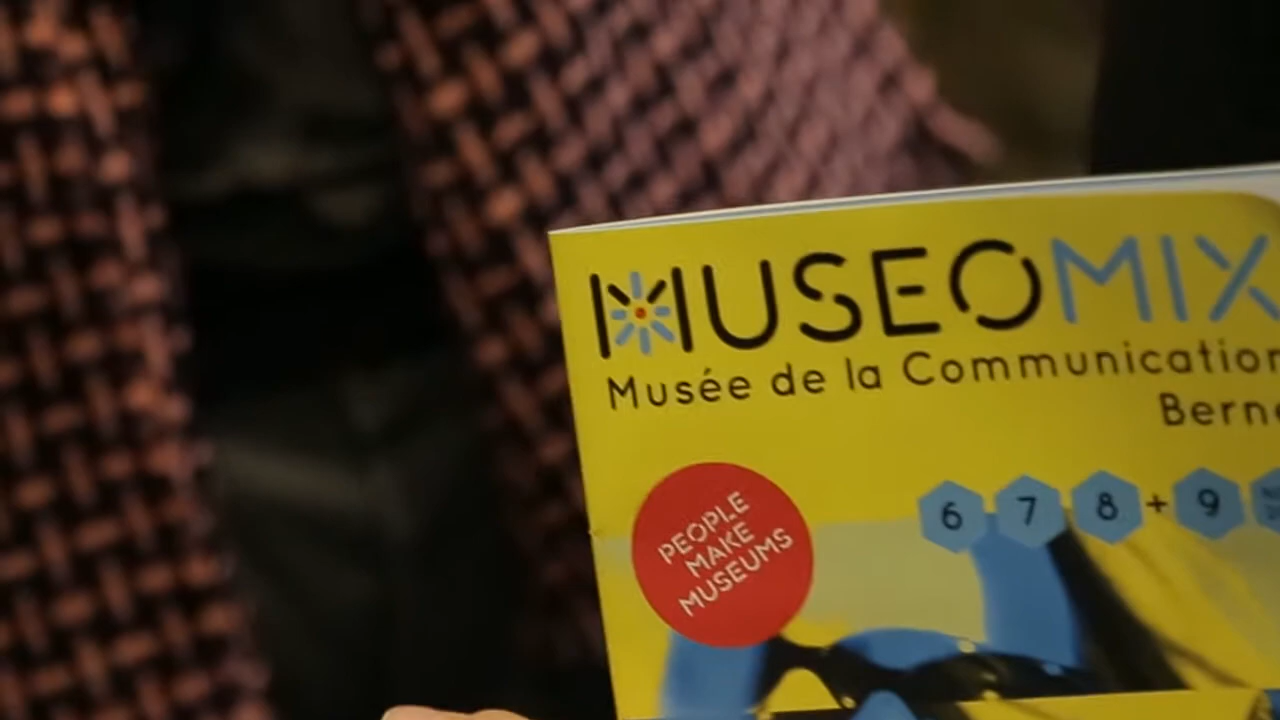 MUSEOMIX
Musée de la Communication
Berne
6 7 8 + 9
PEOPLE
MAKE
MUSEUMS